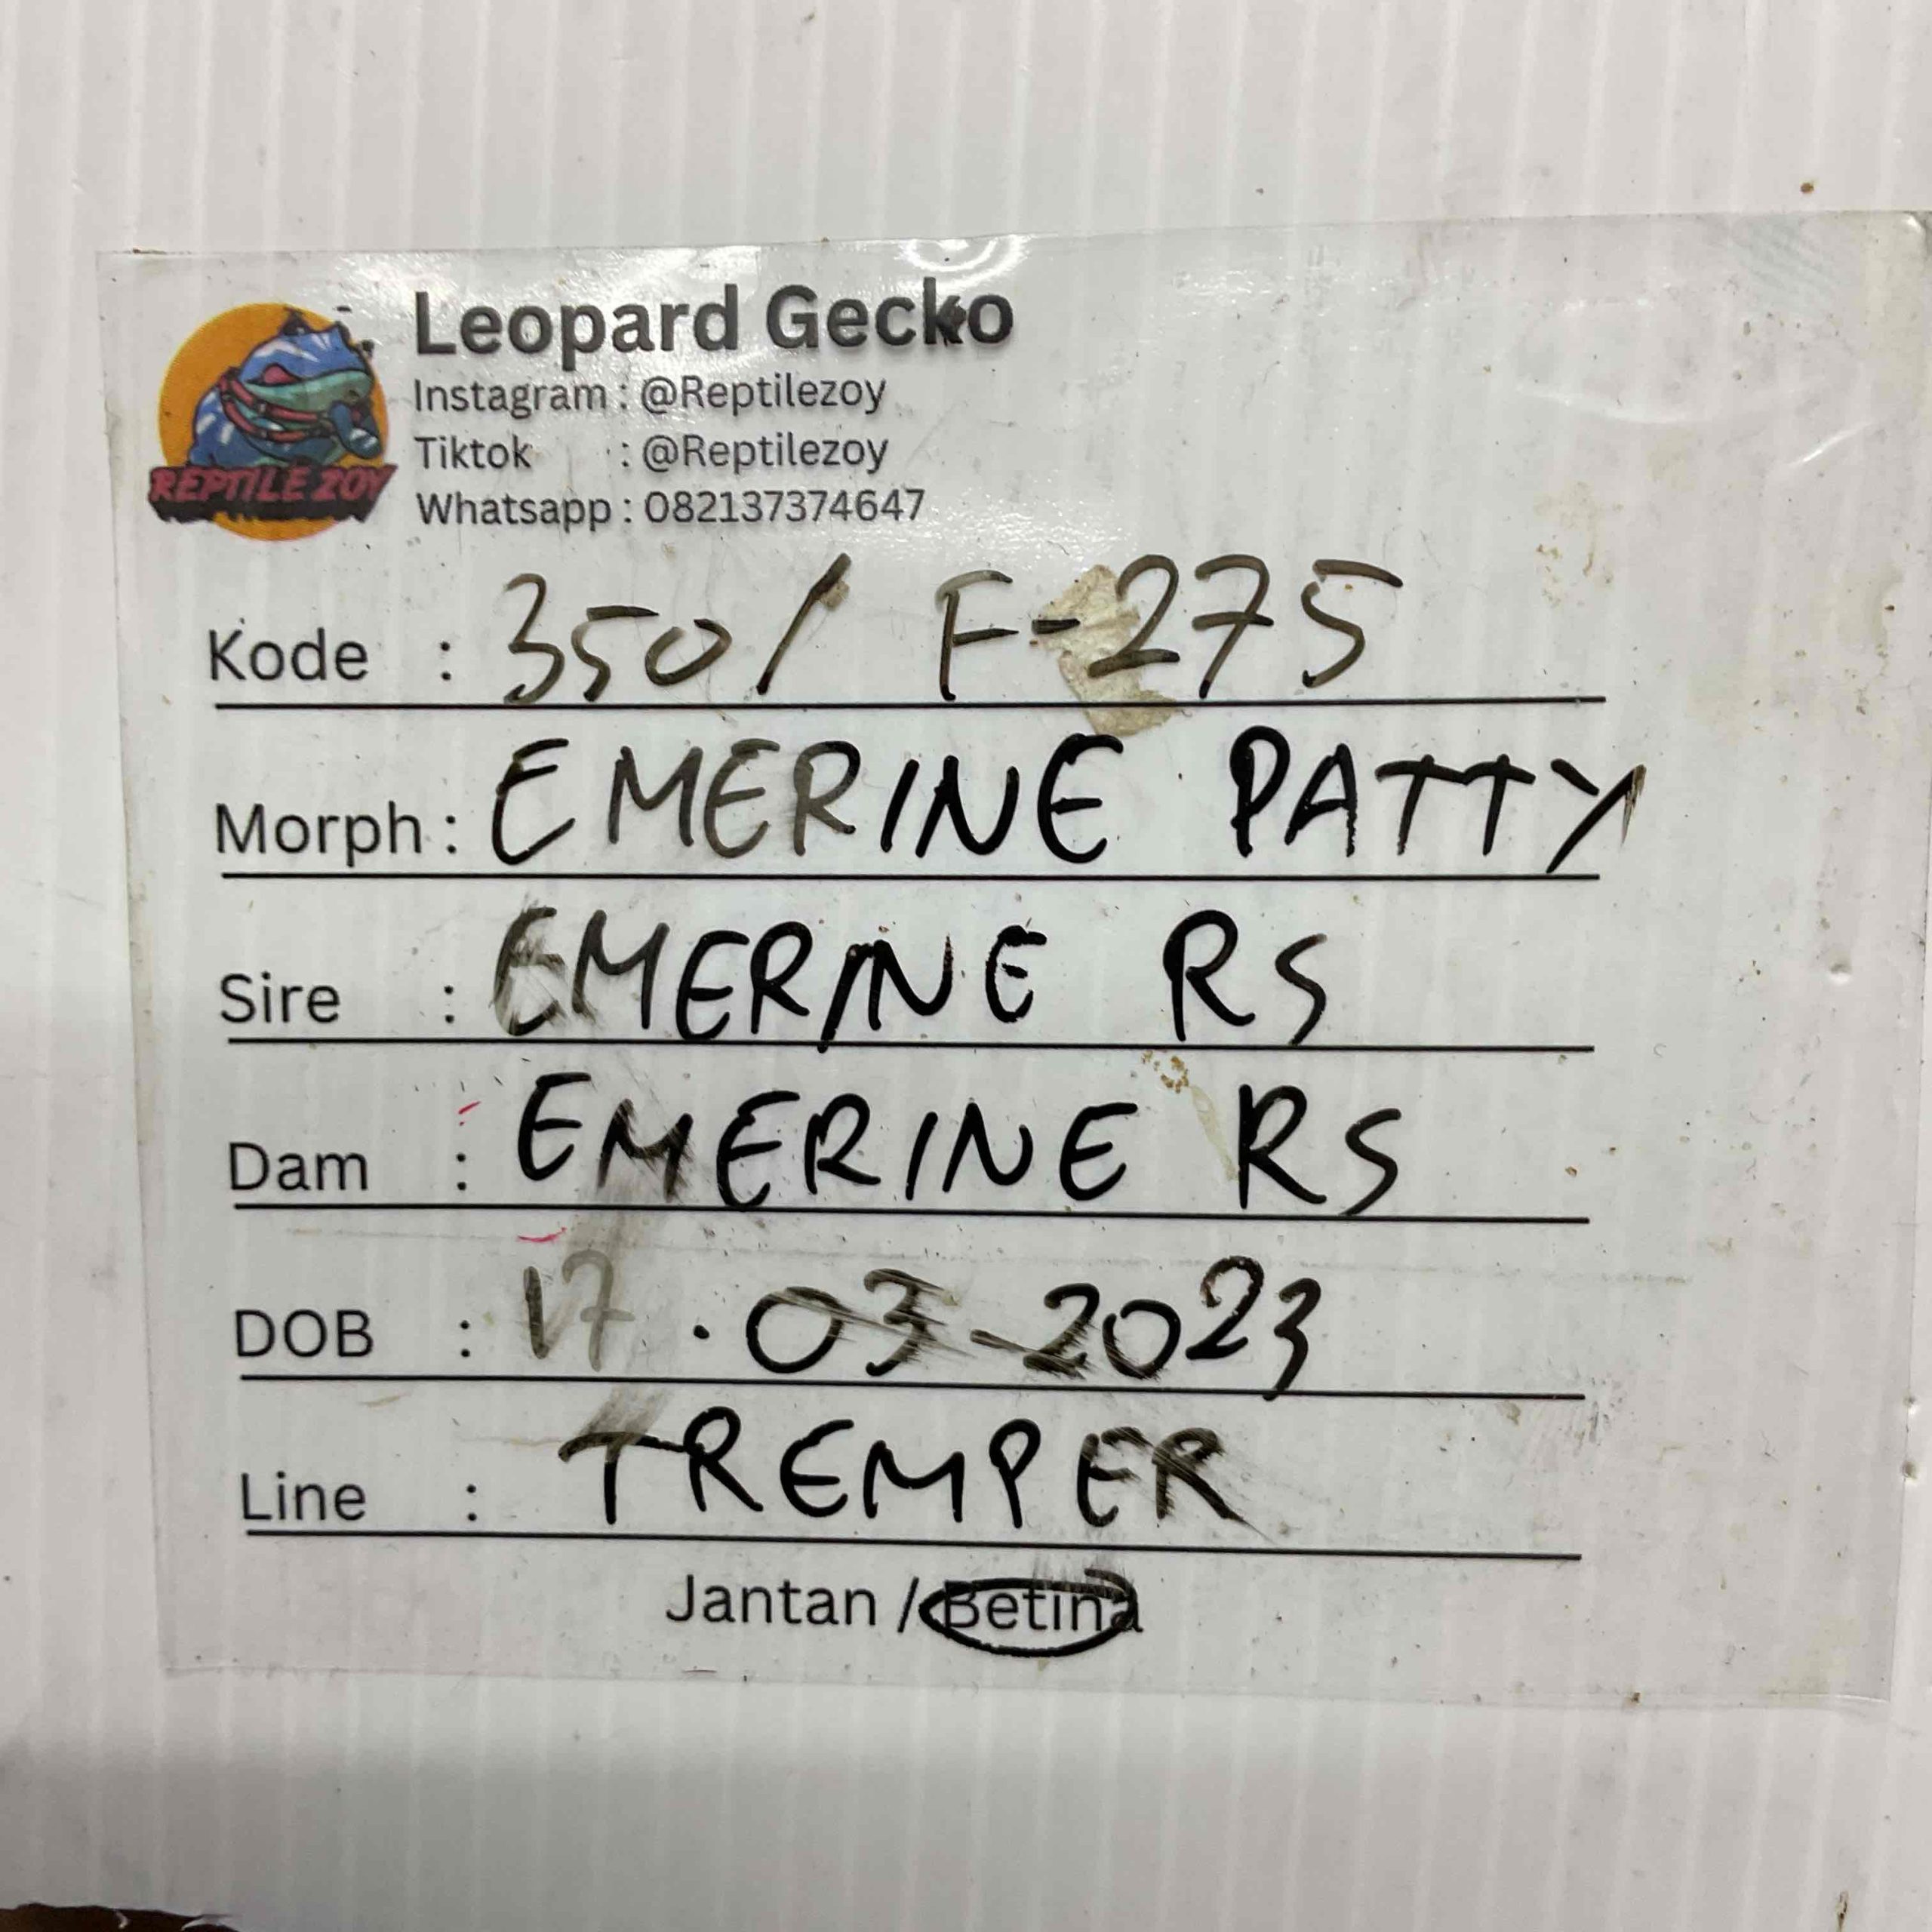 Leopard Gecko
Instagram : @Reptilezoy
Tiktok : @Reptilezoy
REPTILE ZOY
Whatsapp : 082137374647
Kode : 350/ F-275
Morph : EMERINE PATTY
Sire : EMERINE RS
Dam : EMERINE RS
DOB : 17.03-2023
Line : TREMPER
Jantan / Betina